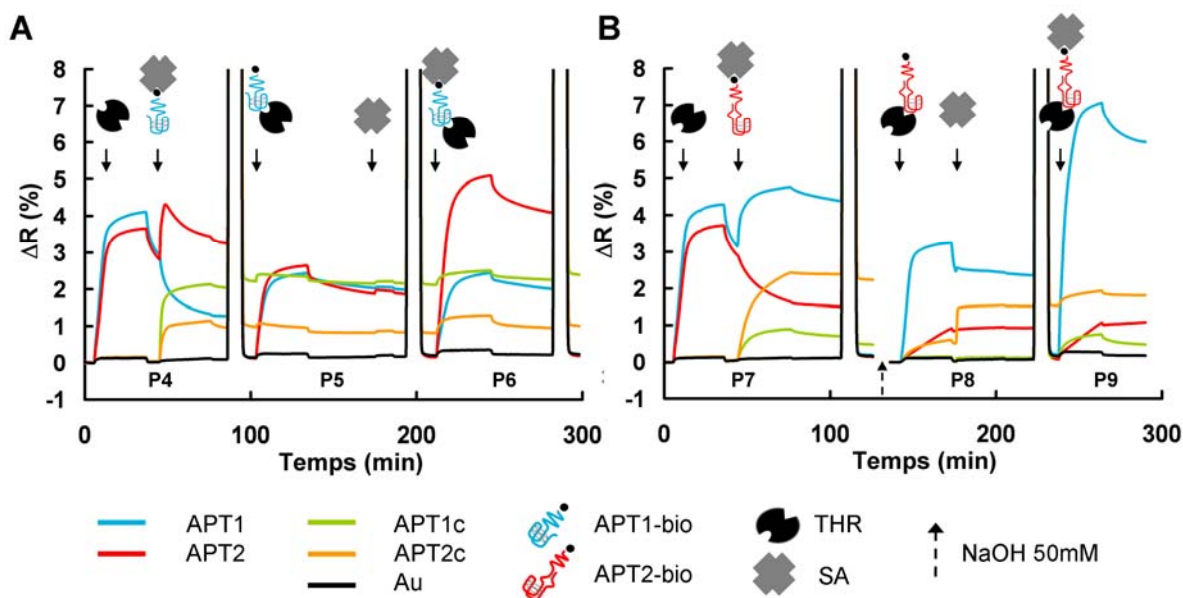 A
B
8
7
6
5
4
3
2
1
0
-1
ΔR (%)
P4
P5
P6
0
100
200
300
Temps (min)
8
7
6
5
4
3
2
1
0
-1
ΔR (%)
P7
P8
P9
0
100
200
300
Temps (min)
APT1
APT2
APT1c
APT2c
Au
APT1-bio
APT2-bio
THR
SA
NaOH 50mM